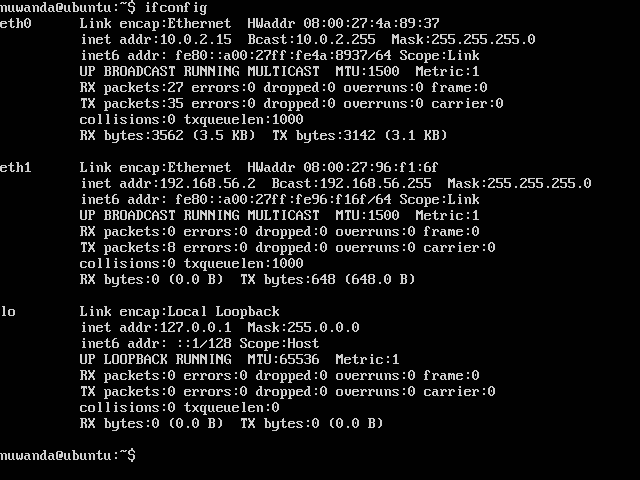 nuwanda@ubuntu:~$ ifconfig
eth0      Link encap:Ethernet  HWaddr 08:00:27:4a:89:37
          inet addr:10.0.2.15  Bcast:10.0.2.255  Mask:255.255.255.0
          inet6 addr: fe80::a00:27ff:fe4a:8937/64 Scope:Link
          UP BROADCAST RUNNING MULTICAST  MTU:1500  Metric:1
          RX packets:27 errors:0 dropped:0 overruns:0 frame:0
          TX packets:35 errors:0 dropped:0 overruns:0 carrier:0
          collisions:0 txqueuelen:1000
          RX bytes:3562 (3.5 KB)  TX bytes:3142 (3.1 KB)

eth1      Link encap:Ethernet  HWaddr 08:00:27:96:f1:6f
          inet addr:192.168.56.2  Bcast:192.168.56.255  Mask:255.255.255.0
          inet6 addr: fe80::a00:27ff:fe96:f16f/64 Scope:Link
          UP BROADCAST RUNNING MULTICAST  MTU:1500  Metric:1
          RX packets:0 errors:0 dropped:0 overruns:0 frame:0
          TX packets:8 errors:0 dropped:0 overruns:0 carrier:0
          collisions:0 txqueuelen:1000
          RX bytes:0 (0.0 B)  TX bytes:648 (648.0 B)

lo        Link encap:Local Loopback
          inet addr:127.0.0.1  Mask:255.0.0.0
          inet6 addr: ::1/128 Scope:Host
          UP LOOPBACK RUNNING  MTU:65536  Metric:1
          RX packets:0 errors:0 dropped:0 overruns:0 frame:0
          TX packets:0 errors:0 dropped:0 overruns:0 carrier:0
          collisions:0 txqueuelen:0
          RX bytes:0 (0.0 B)  TX bytes:0 (0.0 B)

nuwanda@ubuntu:~$